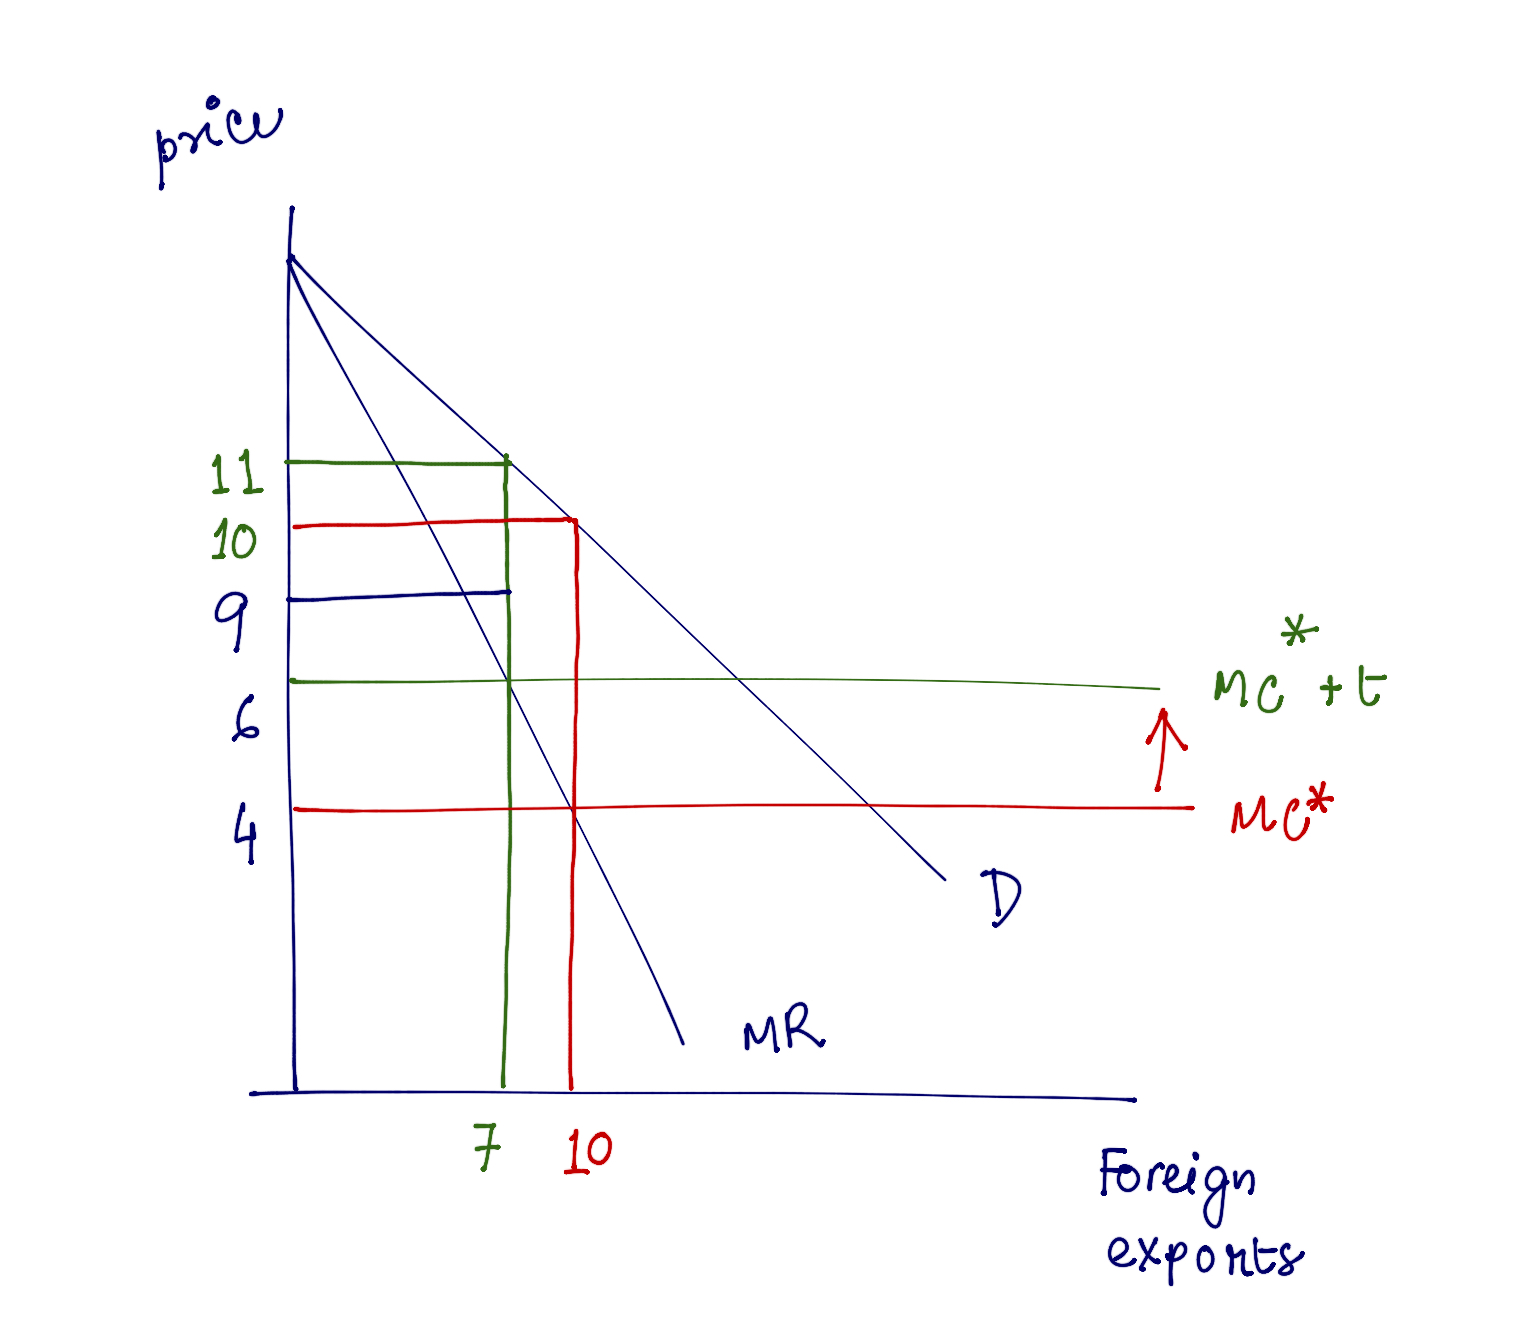 price
11
10
9
6
4
MC* + t
MC*
D
MR
7 10
Foreign
exports